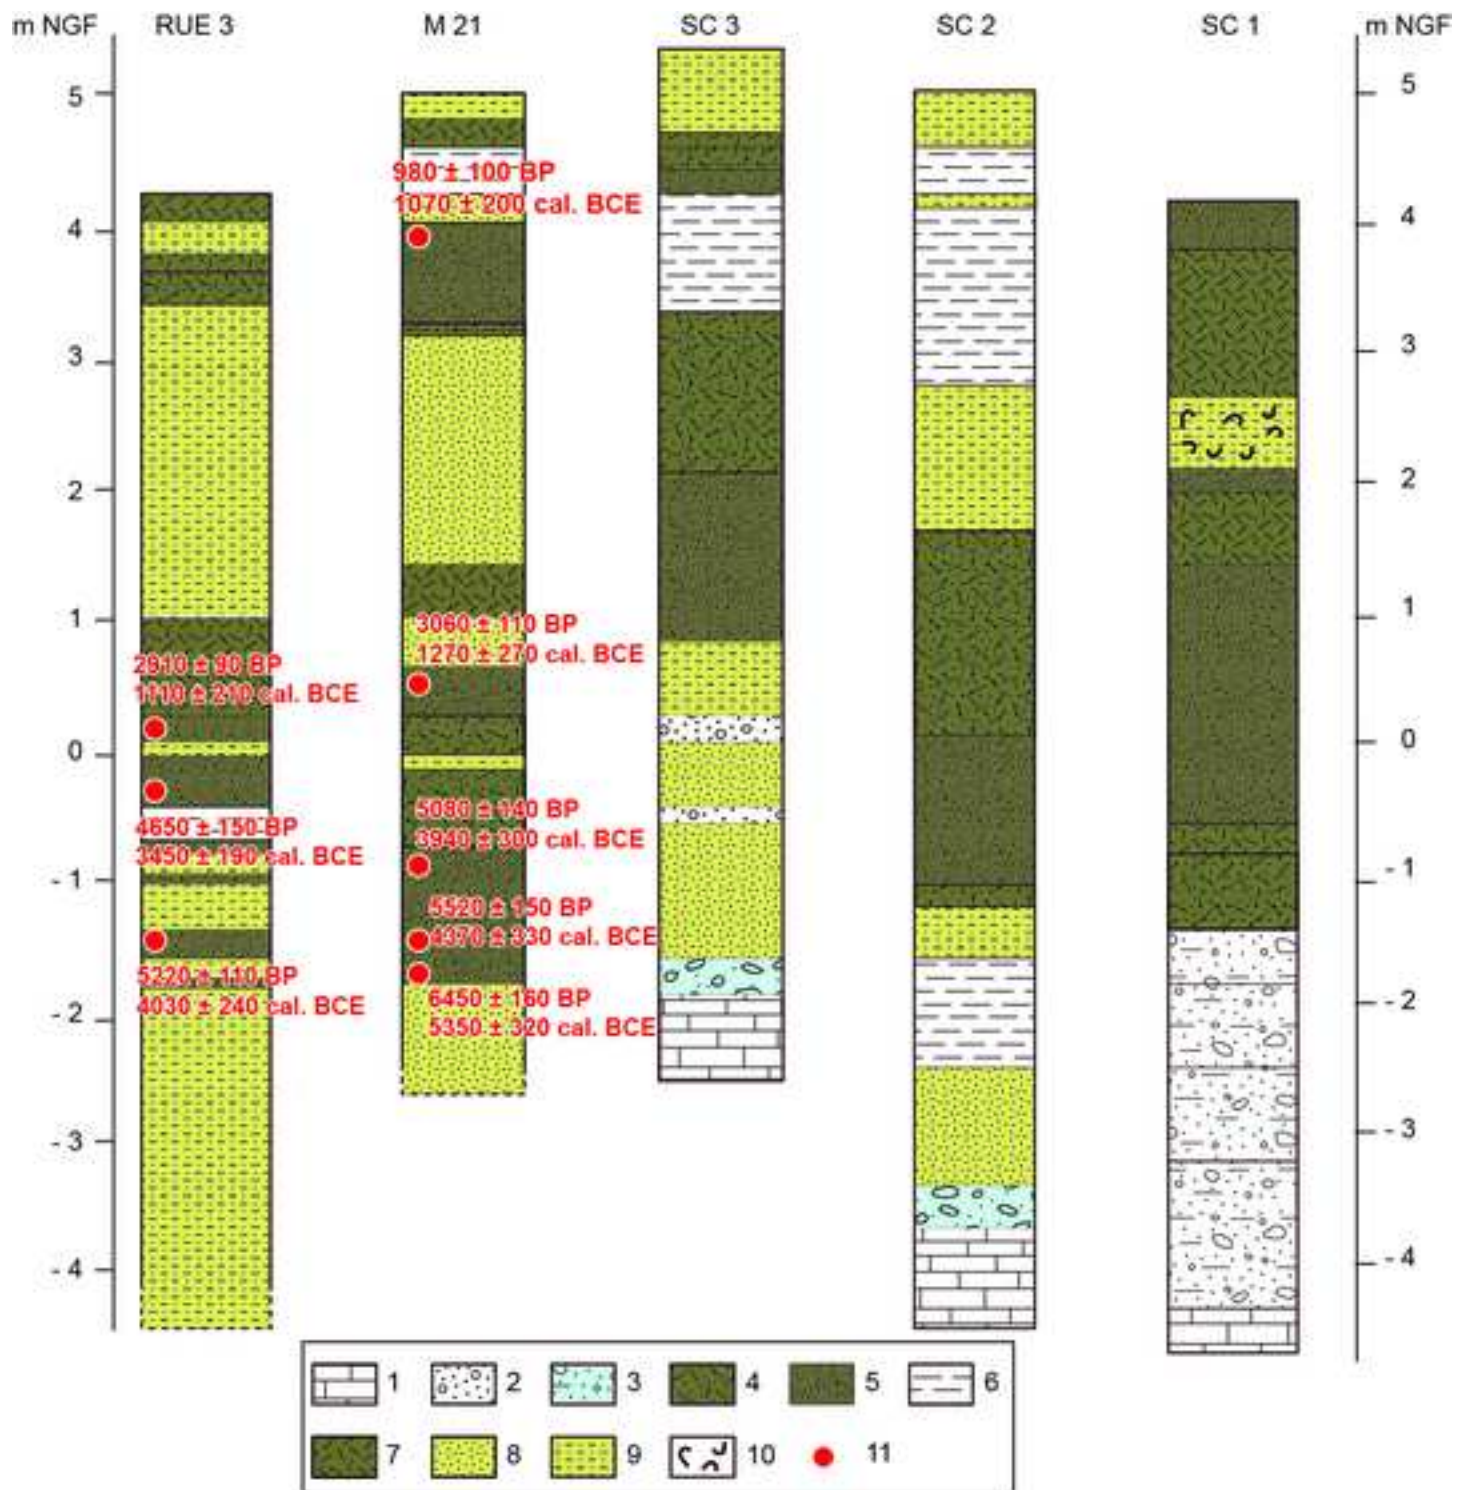 m NGF RUE 3 M 21 SC 3 SC 2 SC 1 m NGF
5 5
980 ± 100 BP
1070 ± 200 cal. BCE
4 4
3 3
2 2
1 1
3060 ± 110 BP
1270 ± 270 cal. BCE
2910 ± 90 BP
1110 ± 210 cal. BCE
0 0
5080 ± 140 BP
3940 ± 300 cal. BCE
4650 ± 150 BP
3450 ± 190 cal. BCE
- 1 - 1
5520 ± 150 BP
4370 ± 330 cal. BCE
5220 ± 110 BP
4030 ± 240 cal. BCE
6450 ± 160 BP
5350 ± 320 cal. BCE
- 2 - 2
- 3 - 3
- 4 - 4
1 2 3 4 5 6
7 8 9 10 11